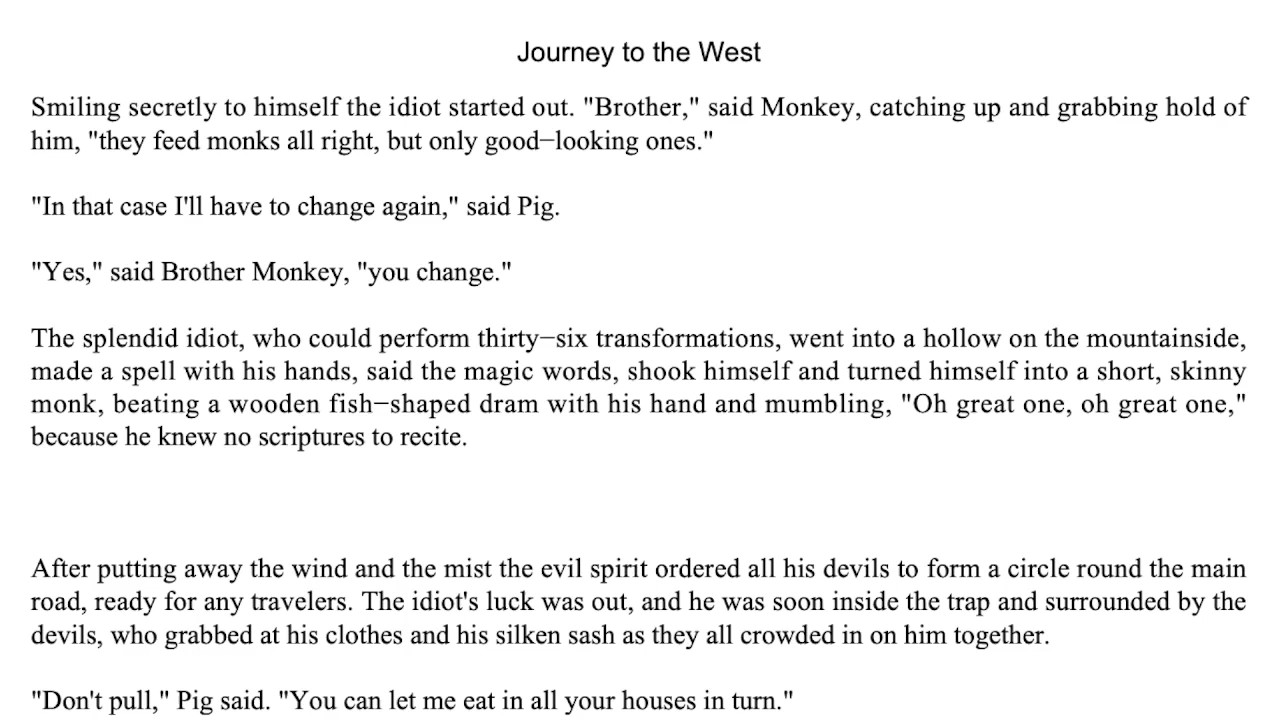 Journey to the West
Smiling secretly to himself the idiot started out. "Brother," said Monkey, catching up and grabbing hold of
him, "they feed monks all right, but only good−looking ones."
"In that case I'll have to change again," said Pig.
"Yes," said Brother Monkey, "you change."
The splendid idiot, who could perform thirty−six transformations, went into a hollow on the mountainside,
made a spell with his hands, said the magic words, shook himself and turned himself into a short, skinny
monk, beating a wooden fish−shaped dram with his hand and mumbling, "Oh great one, oh great one,"
because he knew no scriptures to recite.
After putting away the wind and the mist the evil spirit ordered all his devils to form a circle round the main
road, ready for any travelers. The idiot's luck was out, and he was soon inside the trap and surrounded by the
devils, who grabbed at his clothes and his silken sash as they all crowded in on him together.
"Don't pull," Pig said. "You can let me eat in all your houses in turn."